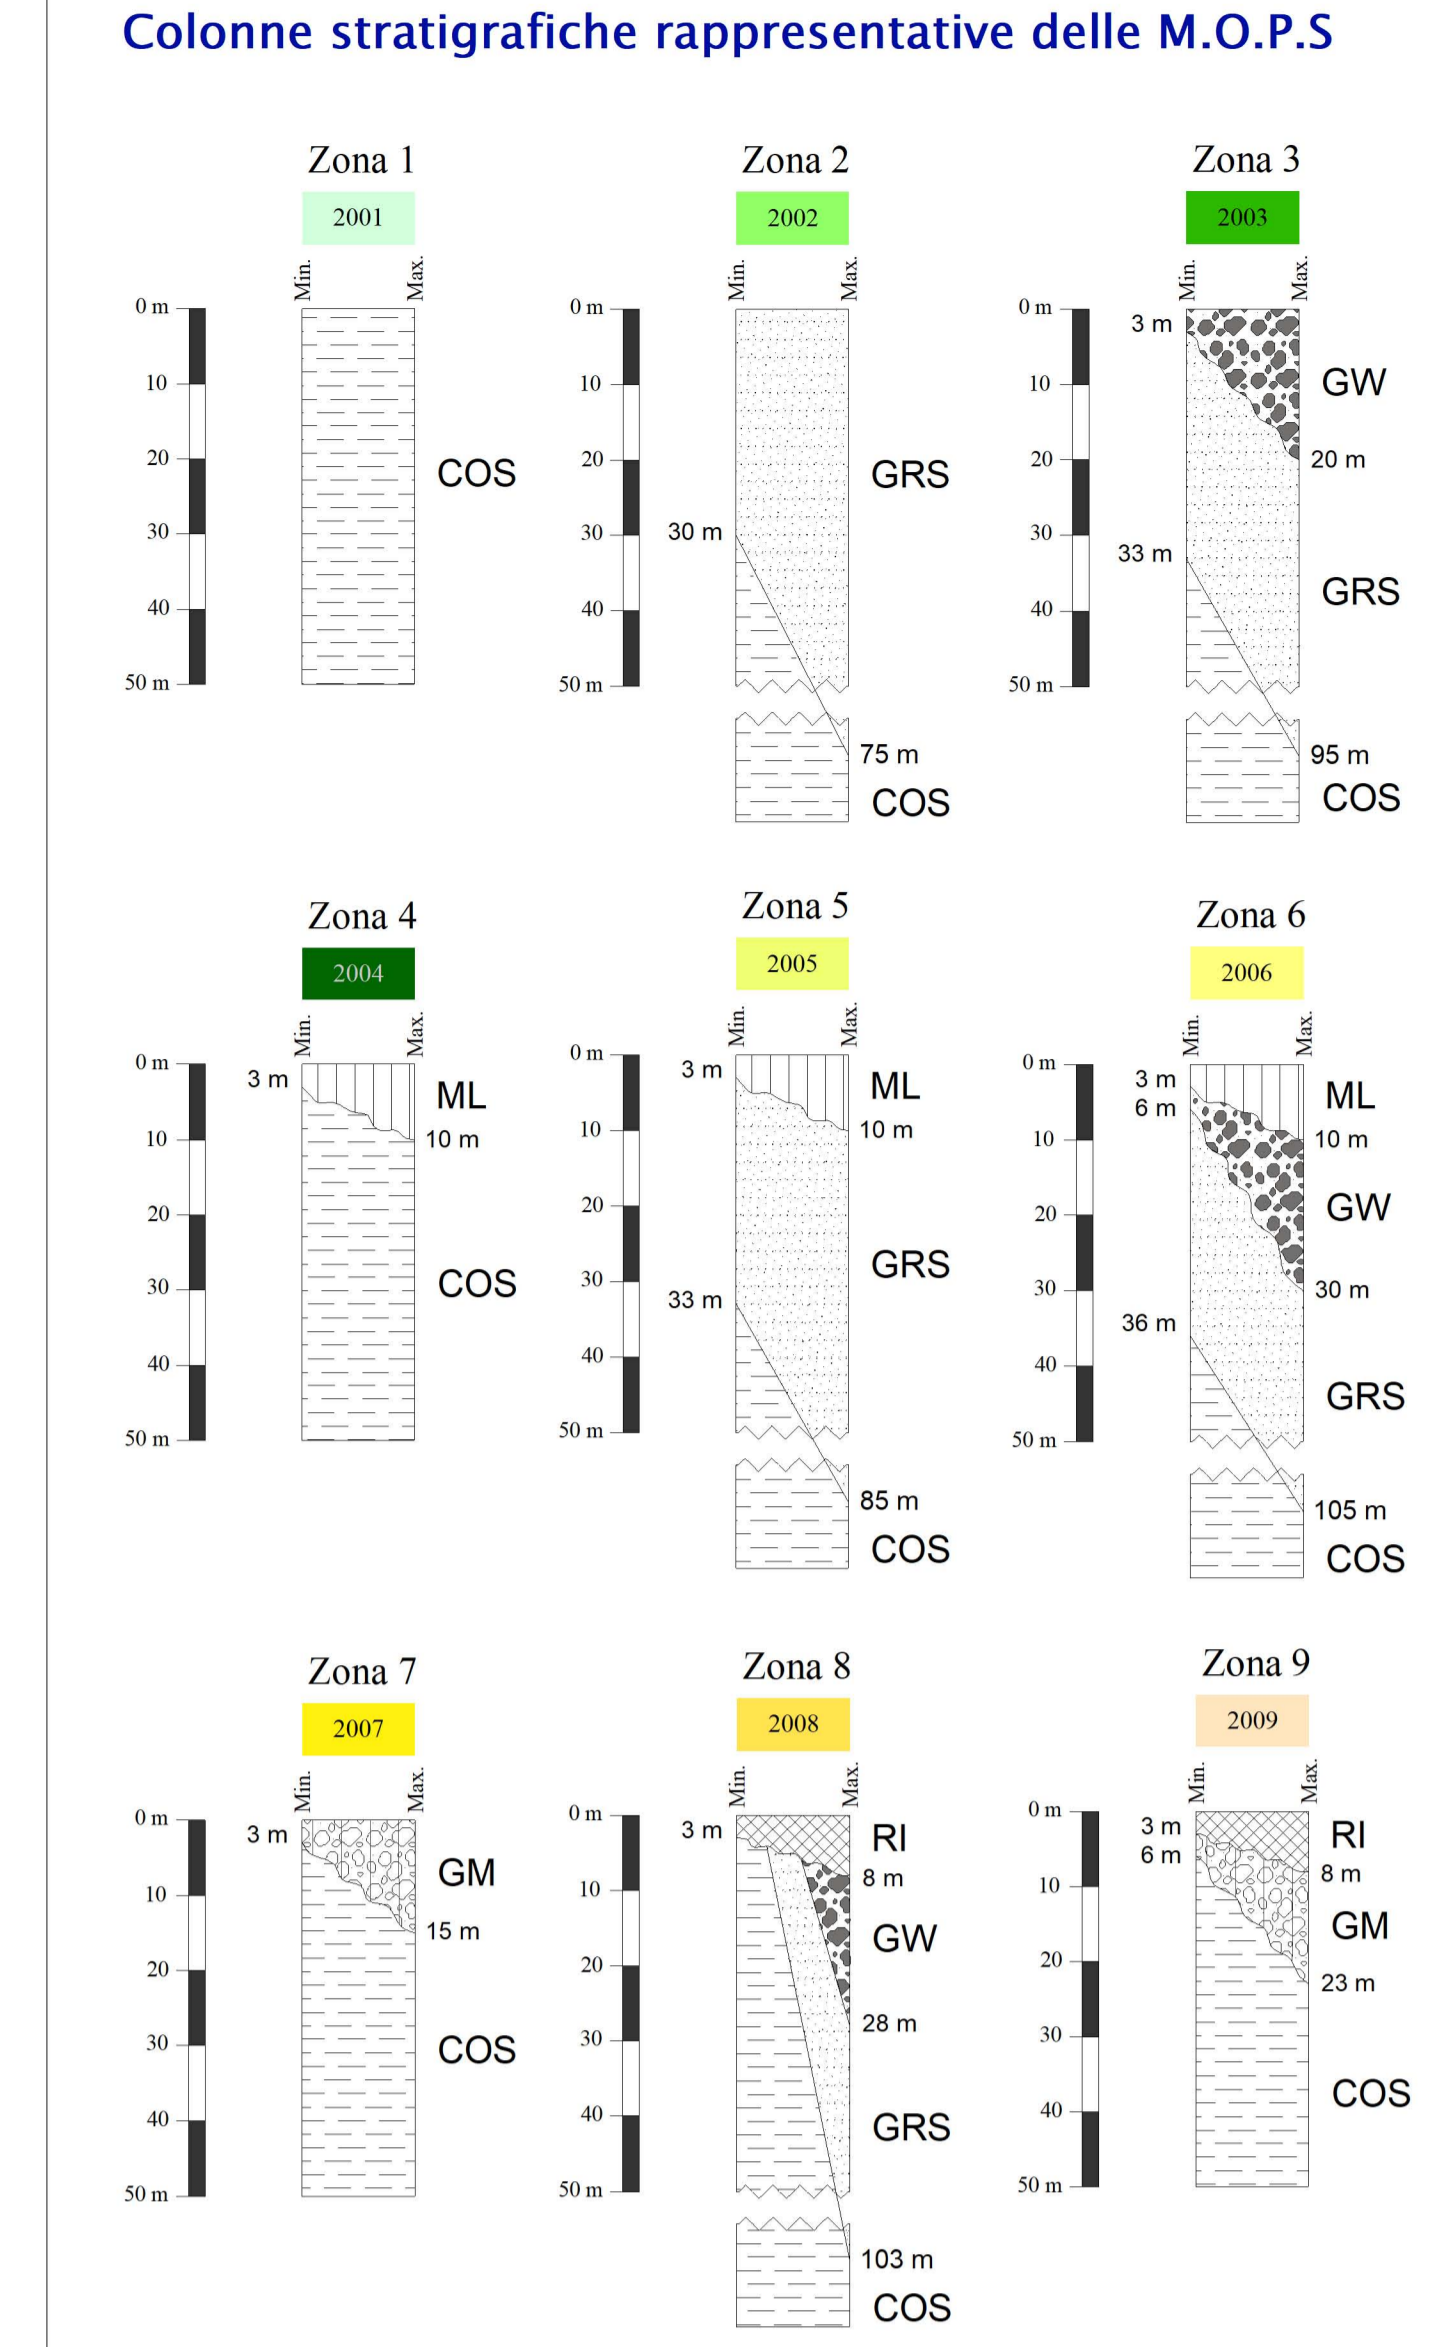 Colonne stratigrafiche rappresentative delle M.O.P.S
Zona 1
2001
Min.
Max.
0 m
10
20
30
40
50 m
COS
Zona 2
2002
Min.
Max.
0 m
10
20
30
40
50 m
30 m
GRS
75 m
COS
Zona 3
2003
Min.
Max.
0 m
10
20
30
40
50 m
3 m
GW
20 m
33 m
GRS
95 m
COS
Zona 4
2004
Min.
Max.
0 m
10
20
30
40
50 m
3 m
ML
10 m
COS
Zona 5
2005
Min.
Max.
0 m
10
20
30
40
50 m
3 m
ML
10 m
GRS
33 m
85 m
COS
Zona 6
2006
Min.
Max.
0 m
10
20
30
40
50 m
3 m
6 m
ML
10 m
GW
30 m
36 m
GRS
105 m
COS
Zona 7
2007
Min.
Max.
0 m
10
20
30
40
50 m
3 m
GM
15 m
COS
Zona 8
2008
Min.
Max.
0 m
10
20
30
40
50 m
3 m
RI
8 m
GW
28 m
GRS
103 m
COS
Zona 9
2009
Min.
Max.
0 m
10
20
30
40
50 m
3 m
6 m
RI
8 m
GM
23 m
COS